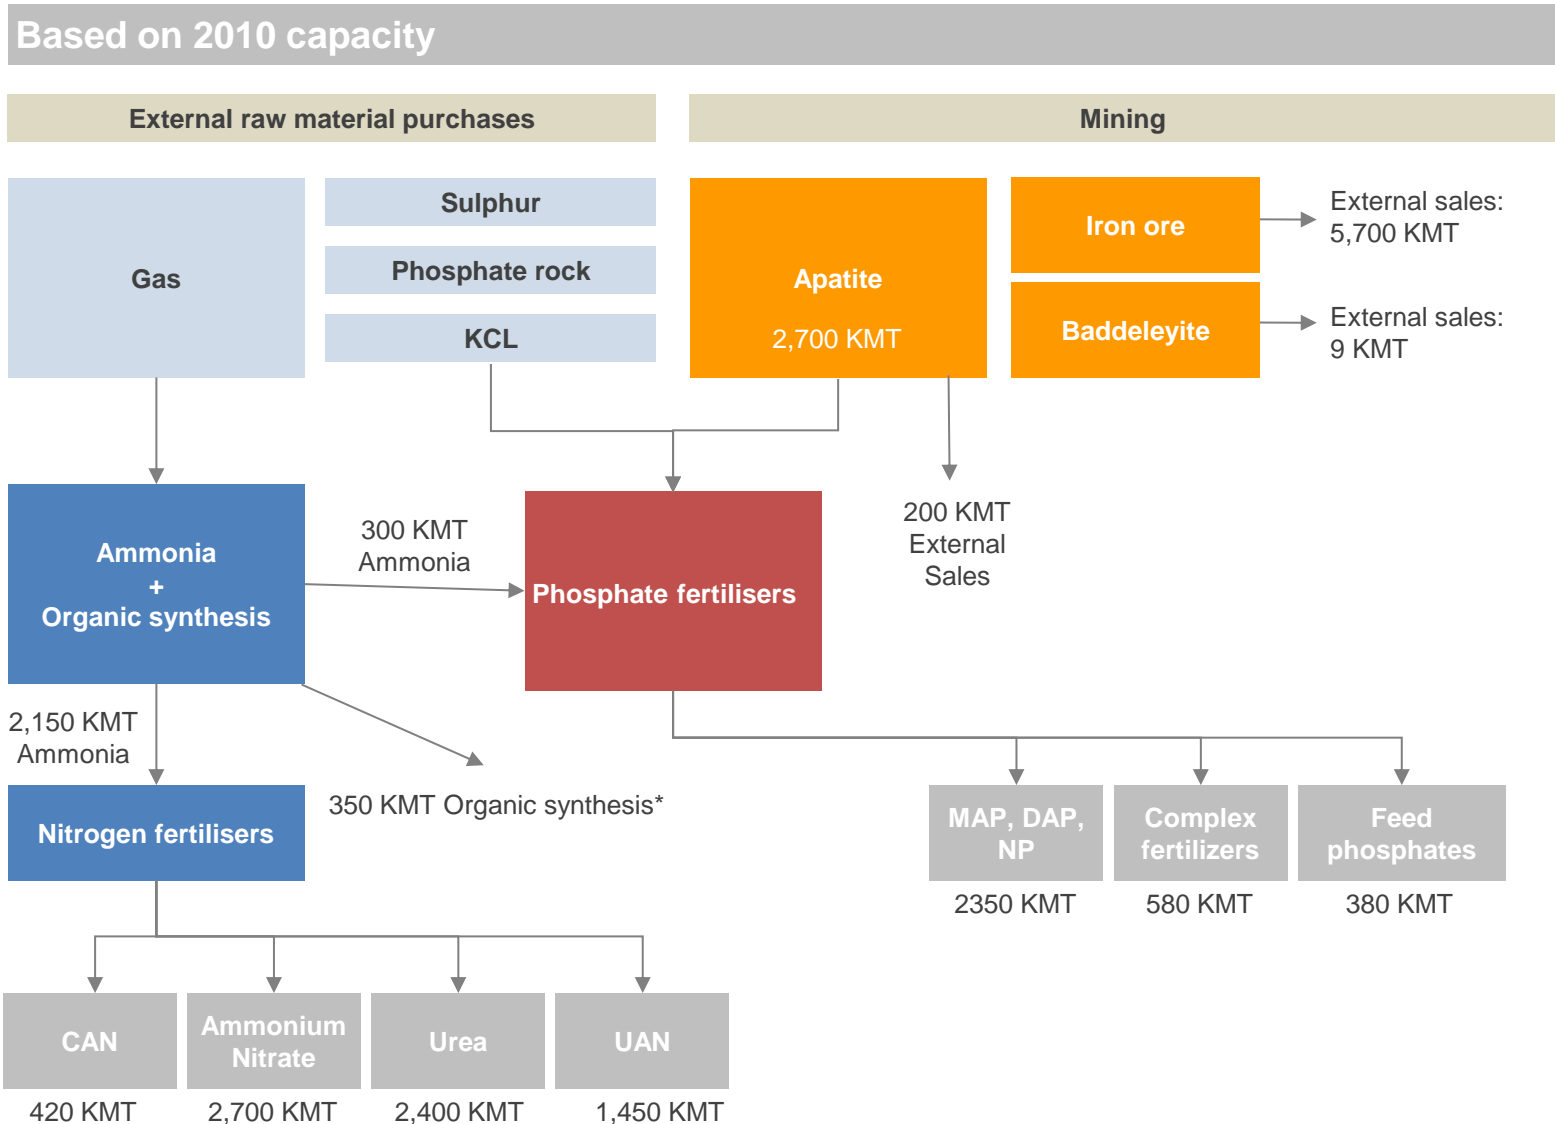 Based on 2010 capacity
External raw material purchases
Mining
Gas
Sulphur
Phosphate rock
KCL
Apatite
2,700 KMT
Iron ore
External sales:
5,700 KMT
Baddeleyite
External sales:
9 KMT
Ammonia
+
Organic synthesis
300 KMT
Ammonia
Phosphate fertilisers
200 KMT
External
Sales
2,150 KMT
Ammonia
350 KMT Organic synthesis*
Nitrogen fertilisers
MAP, DAP,
NP
2350 KMT
Complex
fertilizers
580 KMT
Feed
phosphates
380 KMT
CAN
420 KMT
Ammonium
Nitrate
2,700 KMT
Urea
2,400 KMT
UAN
1,450 KMT